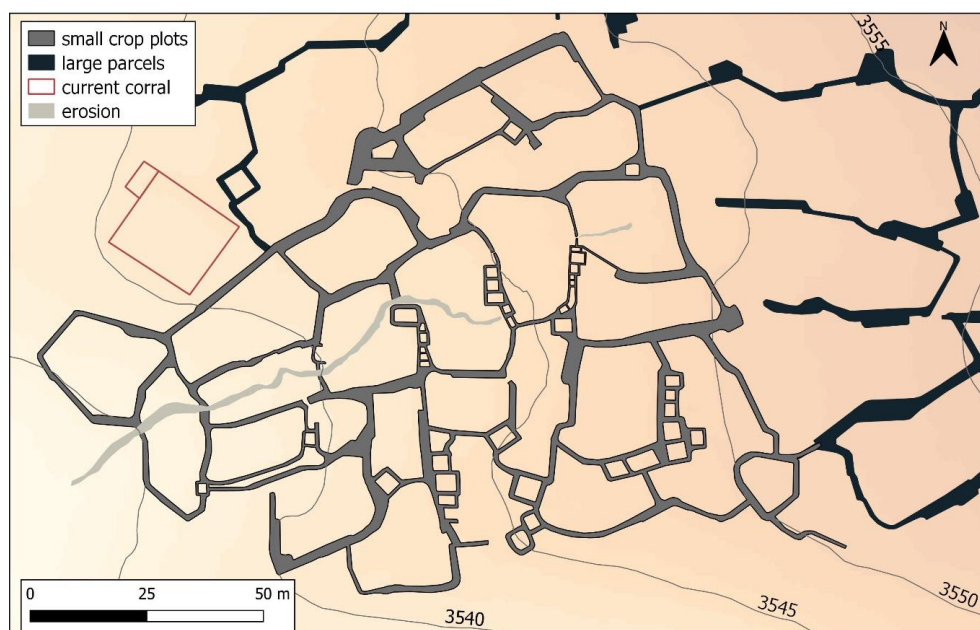 small crop plots
large parcels
current corral
erosion
3555
N
0 25 50 m
3540
3545
3550